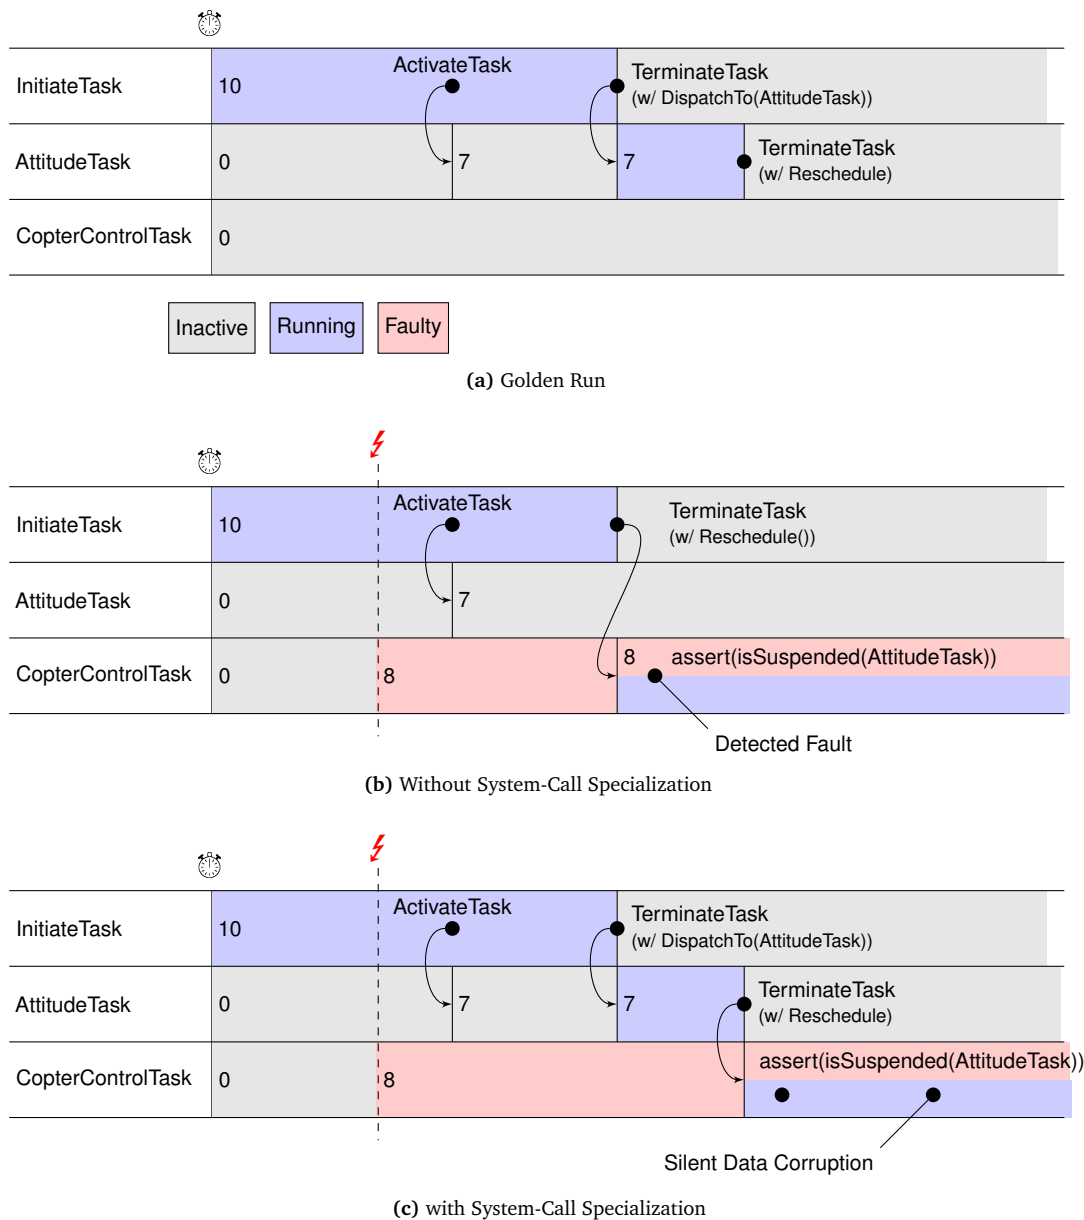 InitiateTask
10
ActivateTask
TerminateTask
(w/ DispatchTo(AttitudeTask))
AttitudeTask
0
7
7
TerminateTask
(w/ Reschedule)
CopterControlTask
0
Inactive
Running
Faulty
(a) Golden Run
InitiateTask
10
ActivateTask
TerminateTask
(w/ Reschedule())
AttitudeTask
0
7
CopterControlTask
0
8
8
assert(isSuspended(AttitudeTask))
Detected Fault
(b) Without System-Call Specialization
InitiateTask
10
ActivateTask
TerminateTask
(w/ DispatchTo(AttitudeTask))
AttitudeTask
0
7
7
TerminateTask
(w/ Reschedule)
CopterControlTask
0
8
assert(isSuspended(AttitudeTask))
Silent Data Corruption
(c) with System-Call Specialization